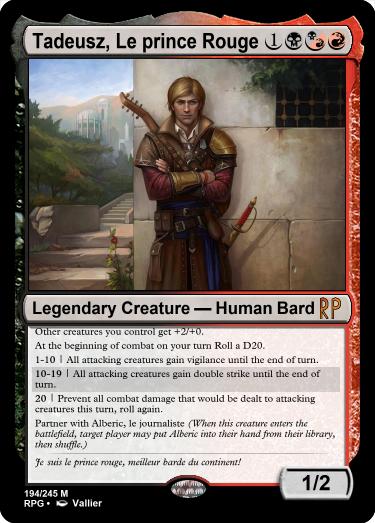 Tadeusz, Le prince Rouge 1
Legendary Creature — Human Bard RP
Other creatures you control get +2/+0.
At the beginning of combat on your turn Roll a D20.
1-10 | All attacking creatures gain vigilance until the end of turn.
10-19 | All attacking creatures gain double strike until the end of
turn.
20 | Prevent all combat damage that would be dealt to attacking
creatures this turn, roll again.
Partner with Alberic, le journaliste (When this creature enters the
battlefield, target player may put Alberic into their hand from their library,
then shuffle.)
Je suis le prince rouge, meilleur barde du continent!
1/2
194/245 M
RPG • Vallier